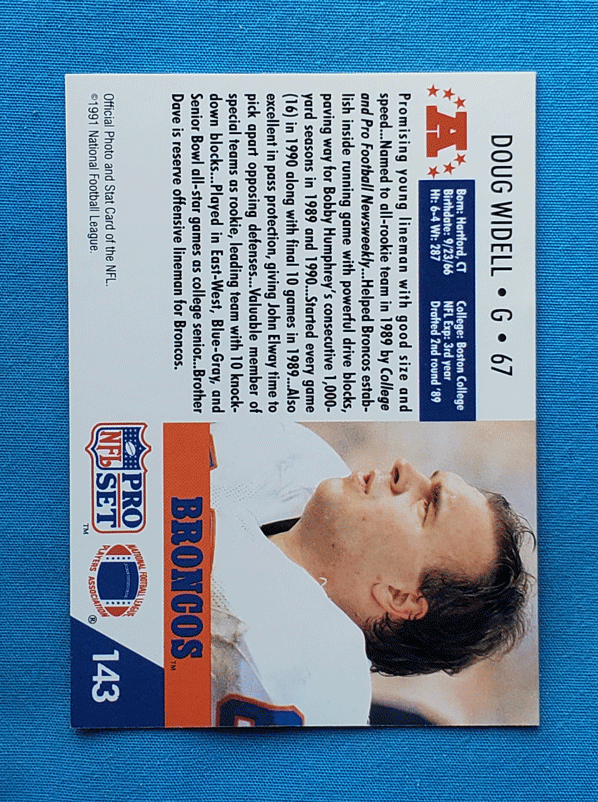 DOUG WIDELL • G • 67
A
Born: Hartford, CT College: Boston College
Birthdate: 9/23/66 NFL Exp: 3rd year
Ht: 6-4 Wt: 287 Drafted 2nd round '89
Promising young lineman with good size and
speed...Named to all-rookie team in 1989 by College
and Pro Football Newsweekly...Helped Broncos estab-
lish inside running game with powerful drive blocks,
paving way for Bobby Humphrey's consecutive 1,000-
yard seasons in 1989 and 1990...Started every game
(16) in 1990 along with final 10 games in 1989...Also
excellent in pass protection, giving John Elway time to
pick apart opposing defenses...Valuable member of
special teams as rookie, leading team with 10 knock-
down blocks...Played in East-West, Blue-Gray, and
Senior Bowl all-star games as college senior...Brother
Dave is reserve offensive lineman for Broncos.
Official Photo and Stat Card of the NFL.
©1991 National Football League.
BRONCOS™
NFL PRO SET™
NATIONAL FOOTBALL LEAGUE
PLAYERS ASSOCIATION ®
143